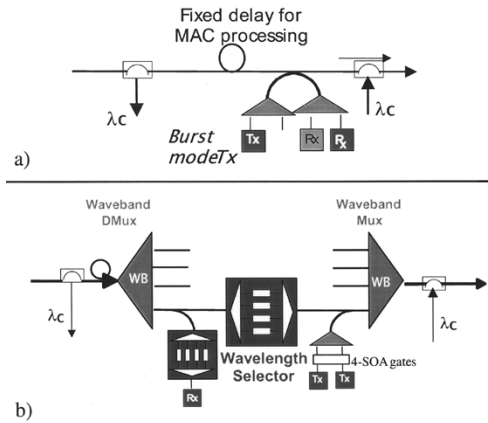 Fixed delay for
MAC processing
λc
λc
Burst
modeTx
Tx
Rx
Rx
a)
Waveband
DMux
Waveband
Mux
WB
WB
λc
λc
Wavelength
Selector
4-SOA gates
Rx
Tx
Tx
b)